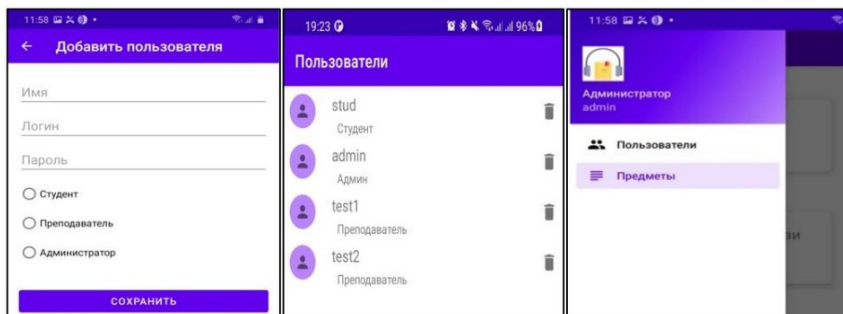 11:58
Добавить пользователя
Имя
Логин
Пароль
Студент
Преподаватель
Администратор
СОХРАНИТЬ
19:23
96%
Пользователи
stud
Студент
admin
Админ
test1
Преподаватель
test2
Преподаватель
11:58
Администратор
admin
Пользователи
Предметы
зи